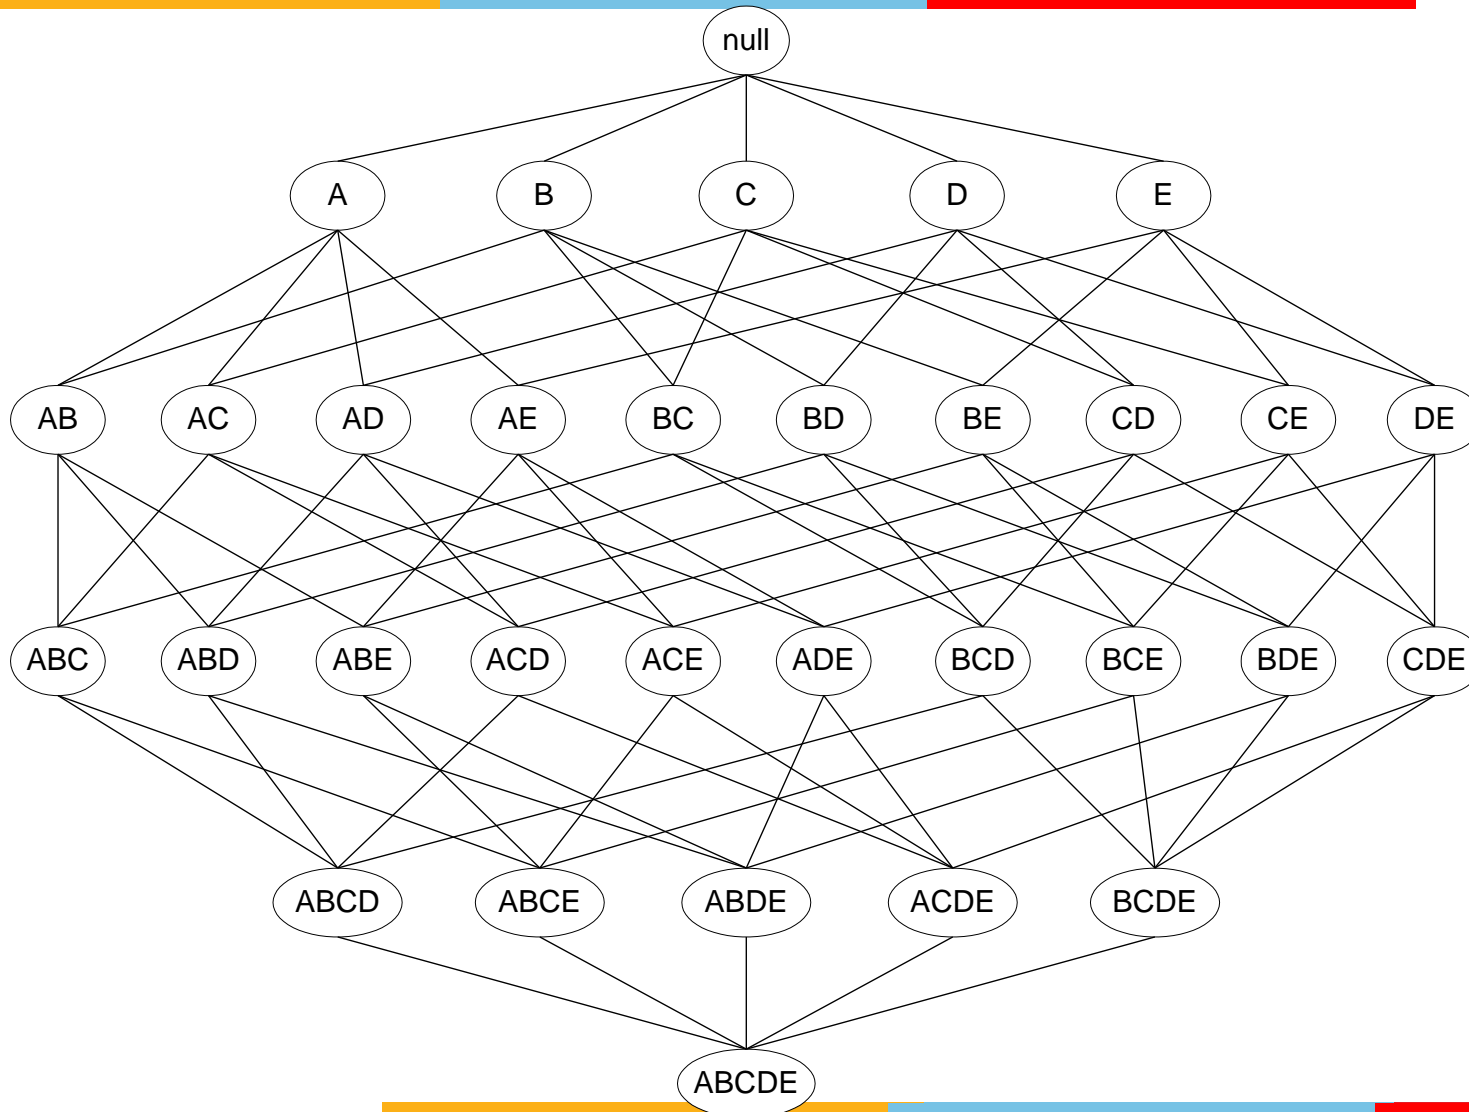 null
A B C D E
AB AC AD AE BC BD BE CD CE DE
ABC ABD ABE ACD ACE ADE BCD BCE BDE CDE
ABCD ABCE ABDE ACDE BCDE
ABCDE